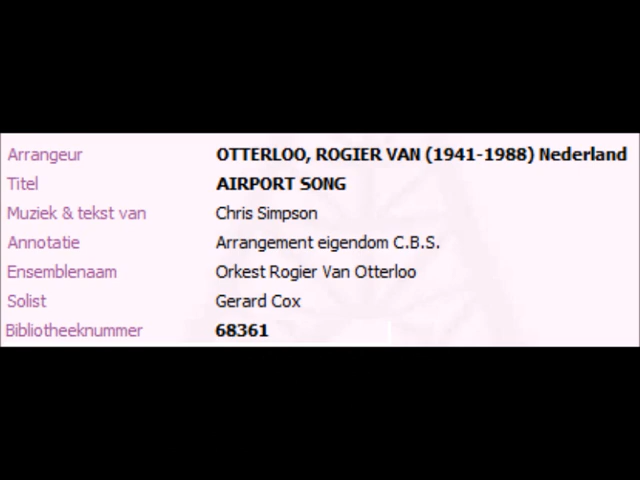 Arrangeur OTTERLOO, ROGIER VAN (1941-1988) Nederland
Titel AIRPORT SONG
Muziek & tekst van Chris Simpson
Annotatie Arrangement eigendom C.B.S.
Ensemblenaam Orkest Rogier Van Otterloo
Solist Gerard Cox
Bibliotheeknummer 68361